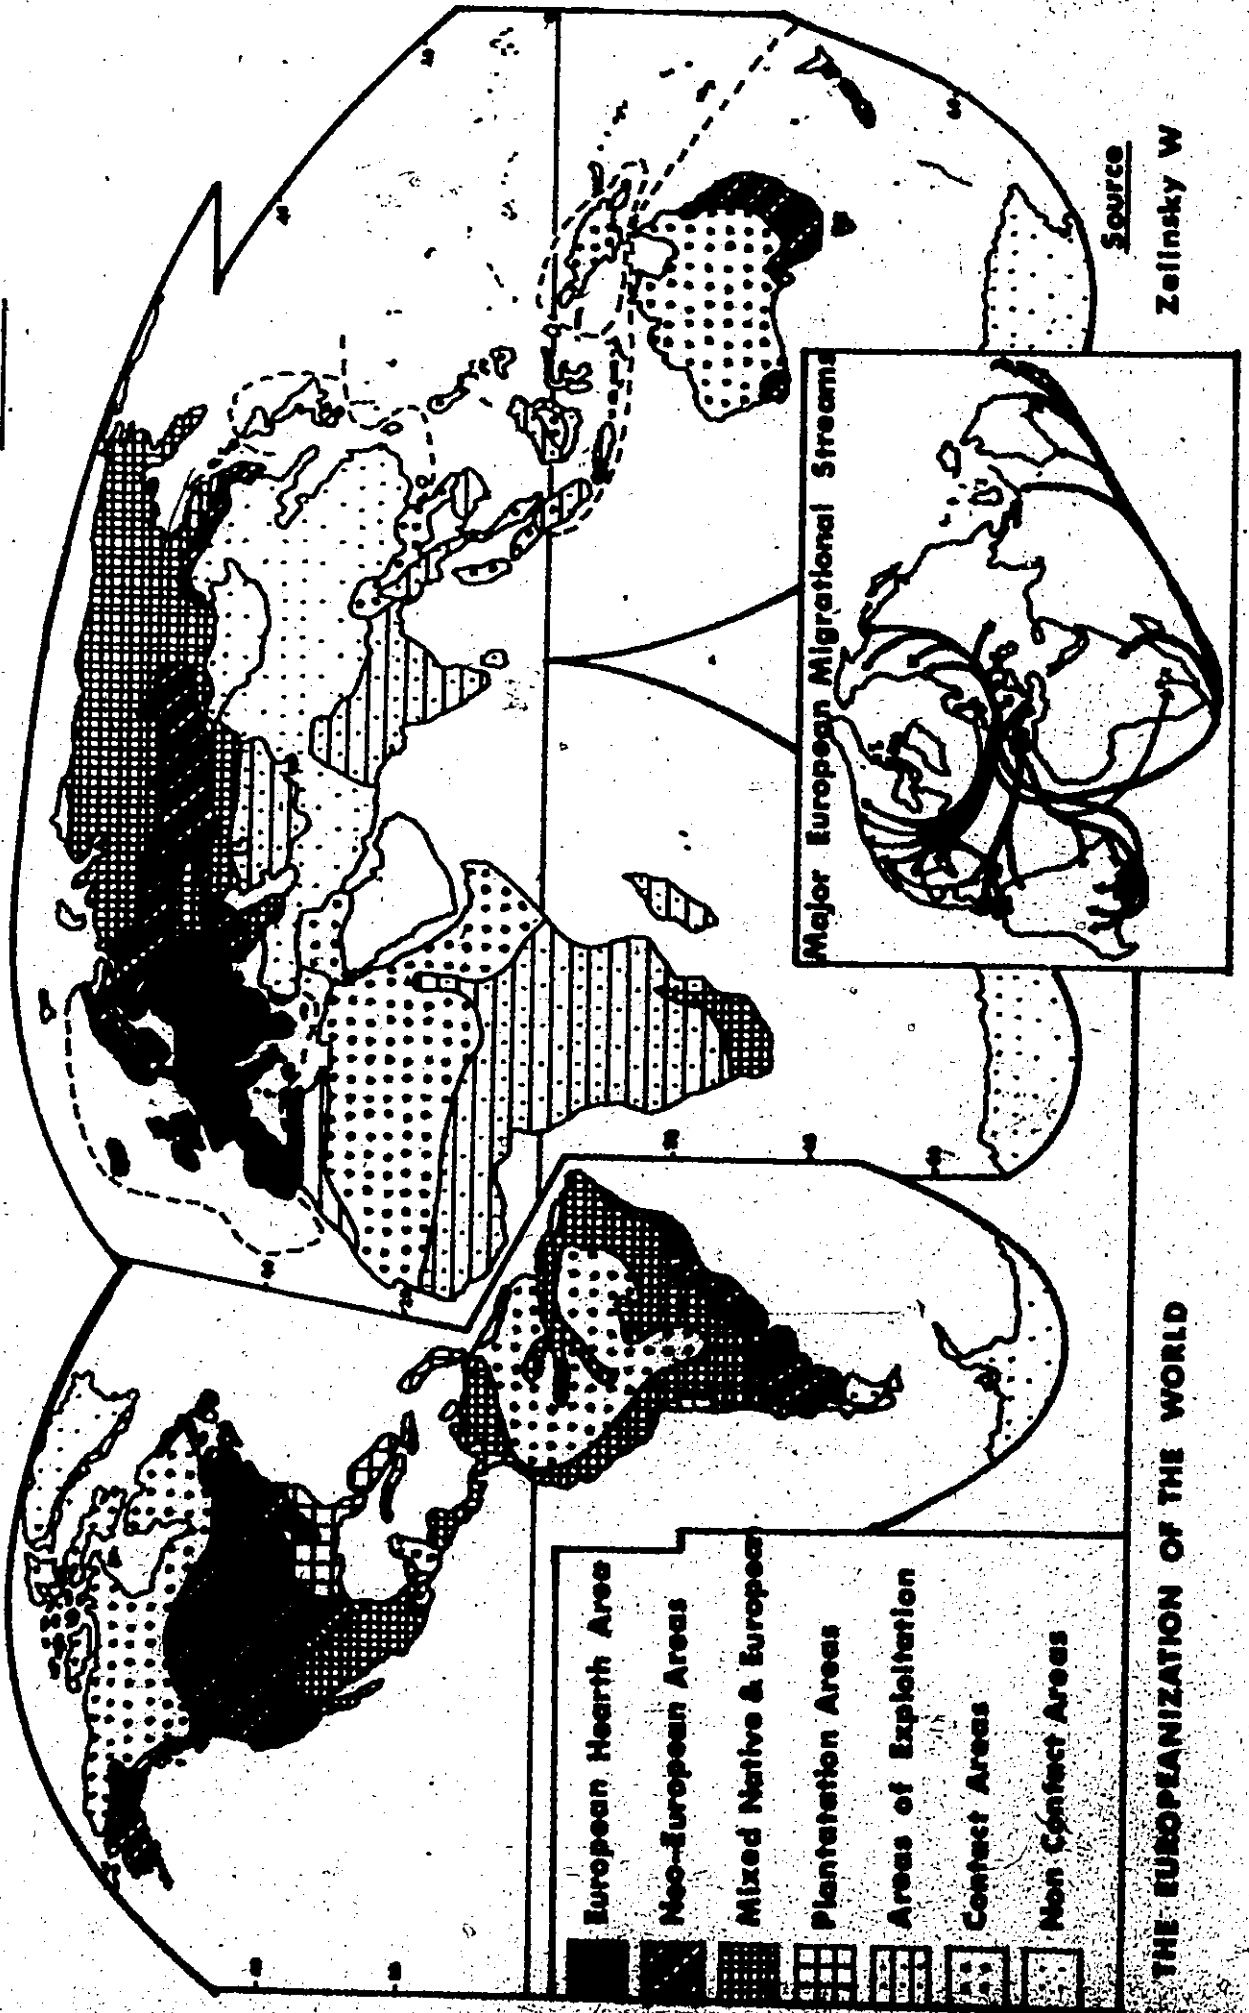 Source
Zelinsky W
Major European Migrational Streams
European Hearth Area
Neo-European Areas
Mixed Native & European
Plantatation Areas
Areas of Exploitation
Contact Areas
Non Contact Areas
THE EUROPEANIZATION OF THE WORLD